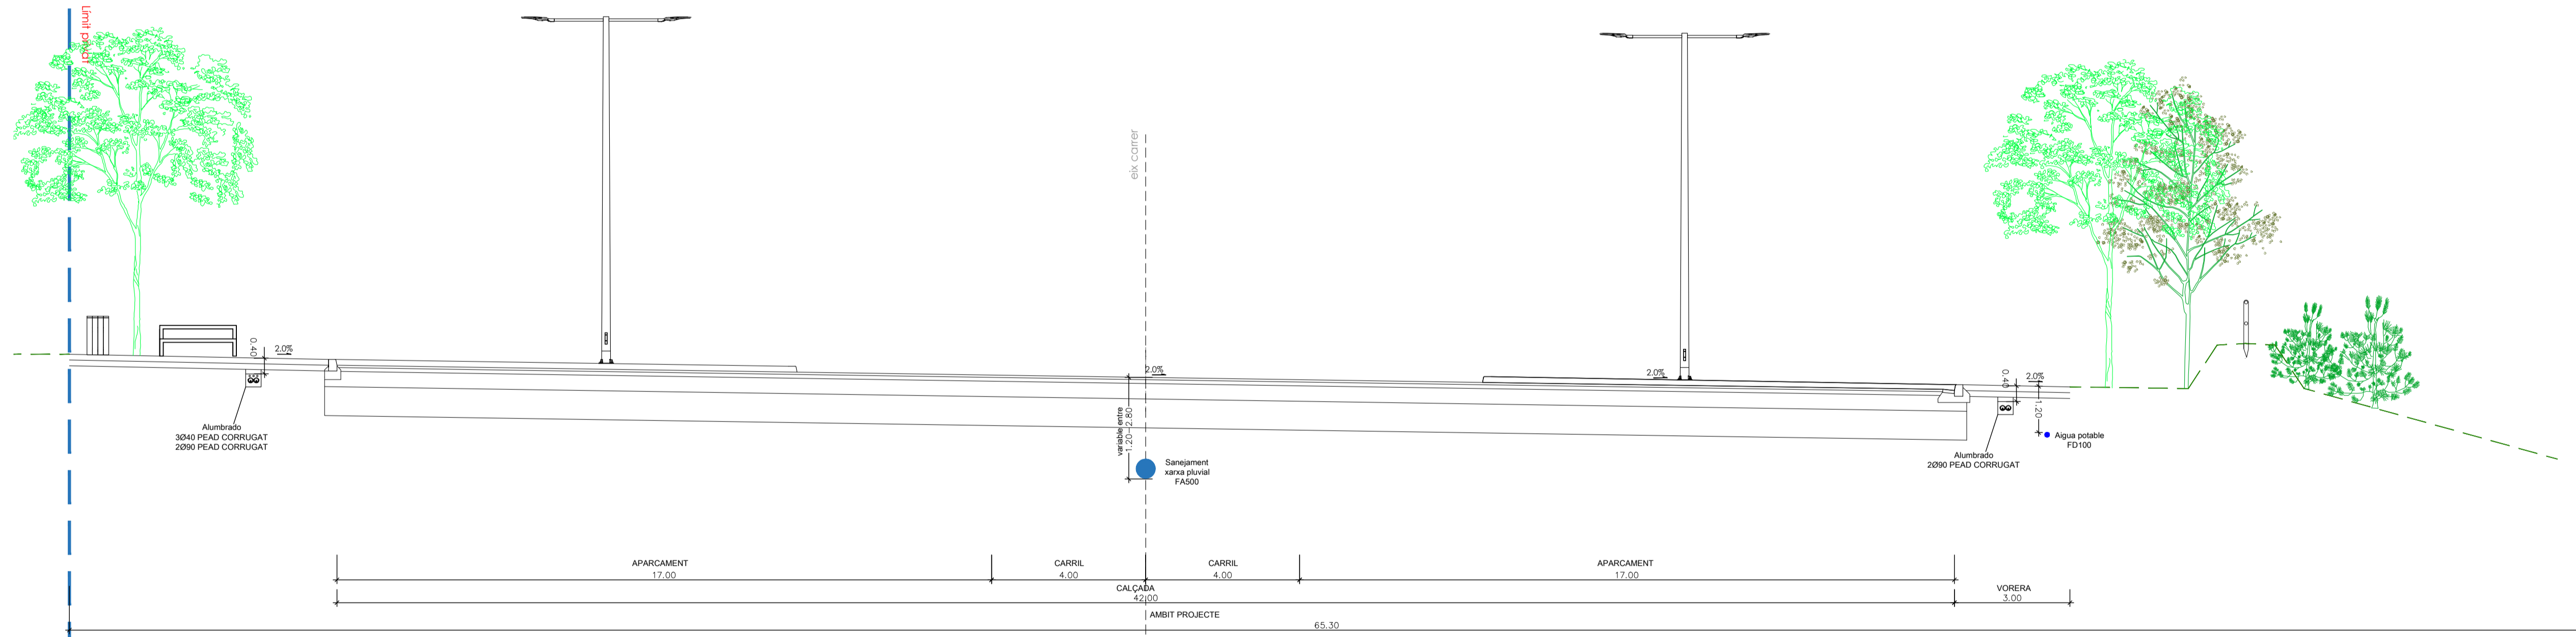 Límit privat
eix carrer
0.40
2.0%
2.0%
2.0%
0.40
2.0%
1.20
variable entre
1.20-2.80
Alumbrado
3Ø40 PEAD CORRUGAT
2Ø90 PEAD CORRUGAT
Sanejament
xarxa pluvial
FA500
Alumbrado
2Ø90 PEAD CORRUGAT
Aigua potable
FD100
APARCAMENT
17.00
CARRIL
4.00
CARRIL
4.00
APARCAMENT
17.00
CALÇADA
42.00
VORERA
3.00
AMBIT PROJECTE
65.30